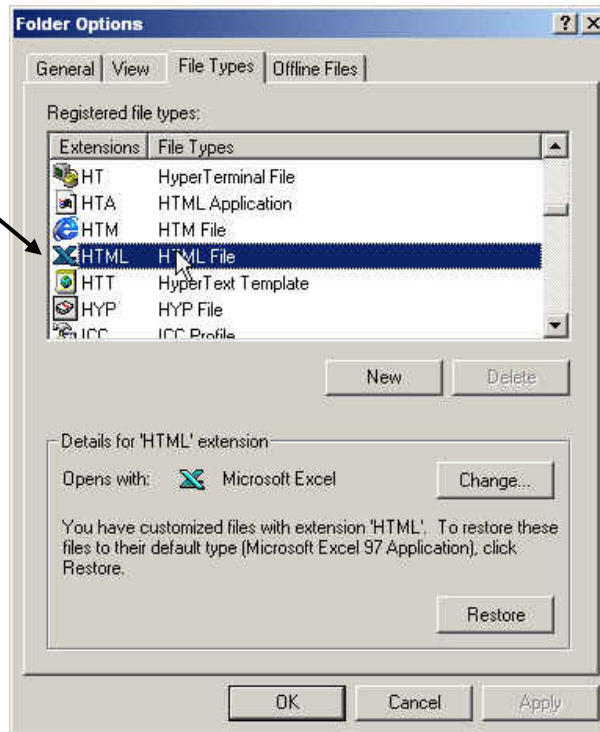 Folder Options
General View File Types Offline Files
Registered file types:
Extensions File Types
HT HyperTerminal File
HTA HTML Application
HTM HTM File
HTML HTML File
HTT HyperText Template
HYP HYP File
ICC ICC Profile
New Delete
Details for 'HTML' extension
Opens with: Microsoft Excel Change...
You have customized files with extension 'HTML'. To restore these
files to their default type (Microsoft Excel 97 Application), click
Restore.
Restore
OK Cancel Apply